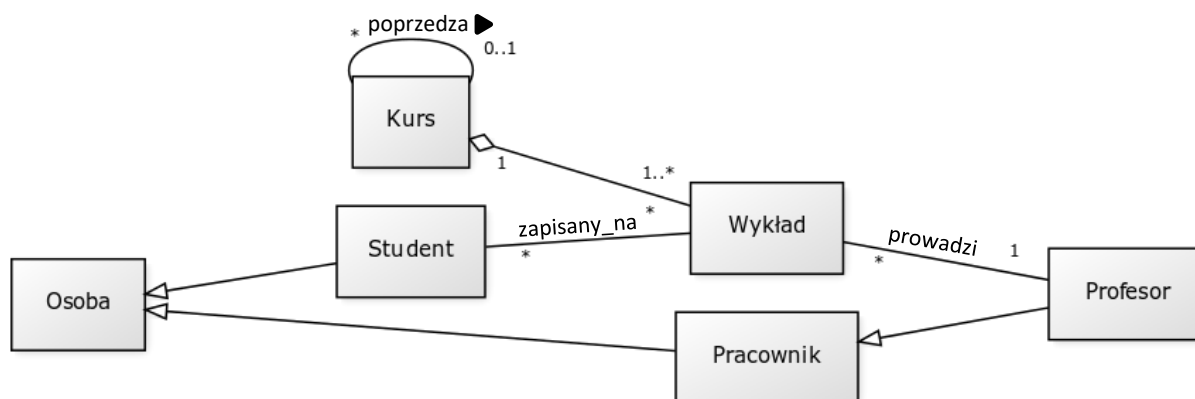 * poprzedza ▶
0..1
Kurs
1
1..*
*
zapisany_na
*
Wykład
prowadzi
*
1
Student
Profesor
Osoba
Pracownik